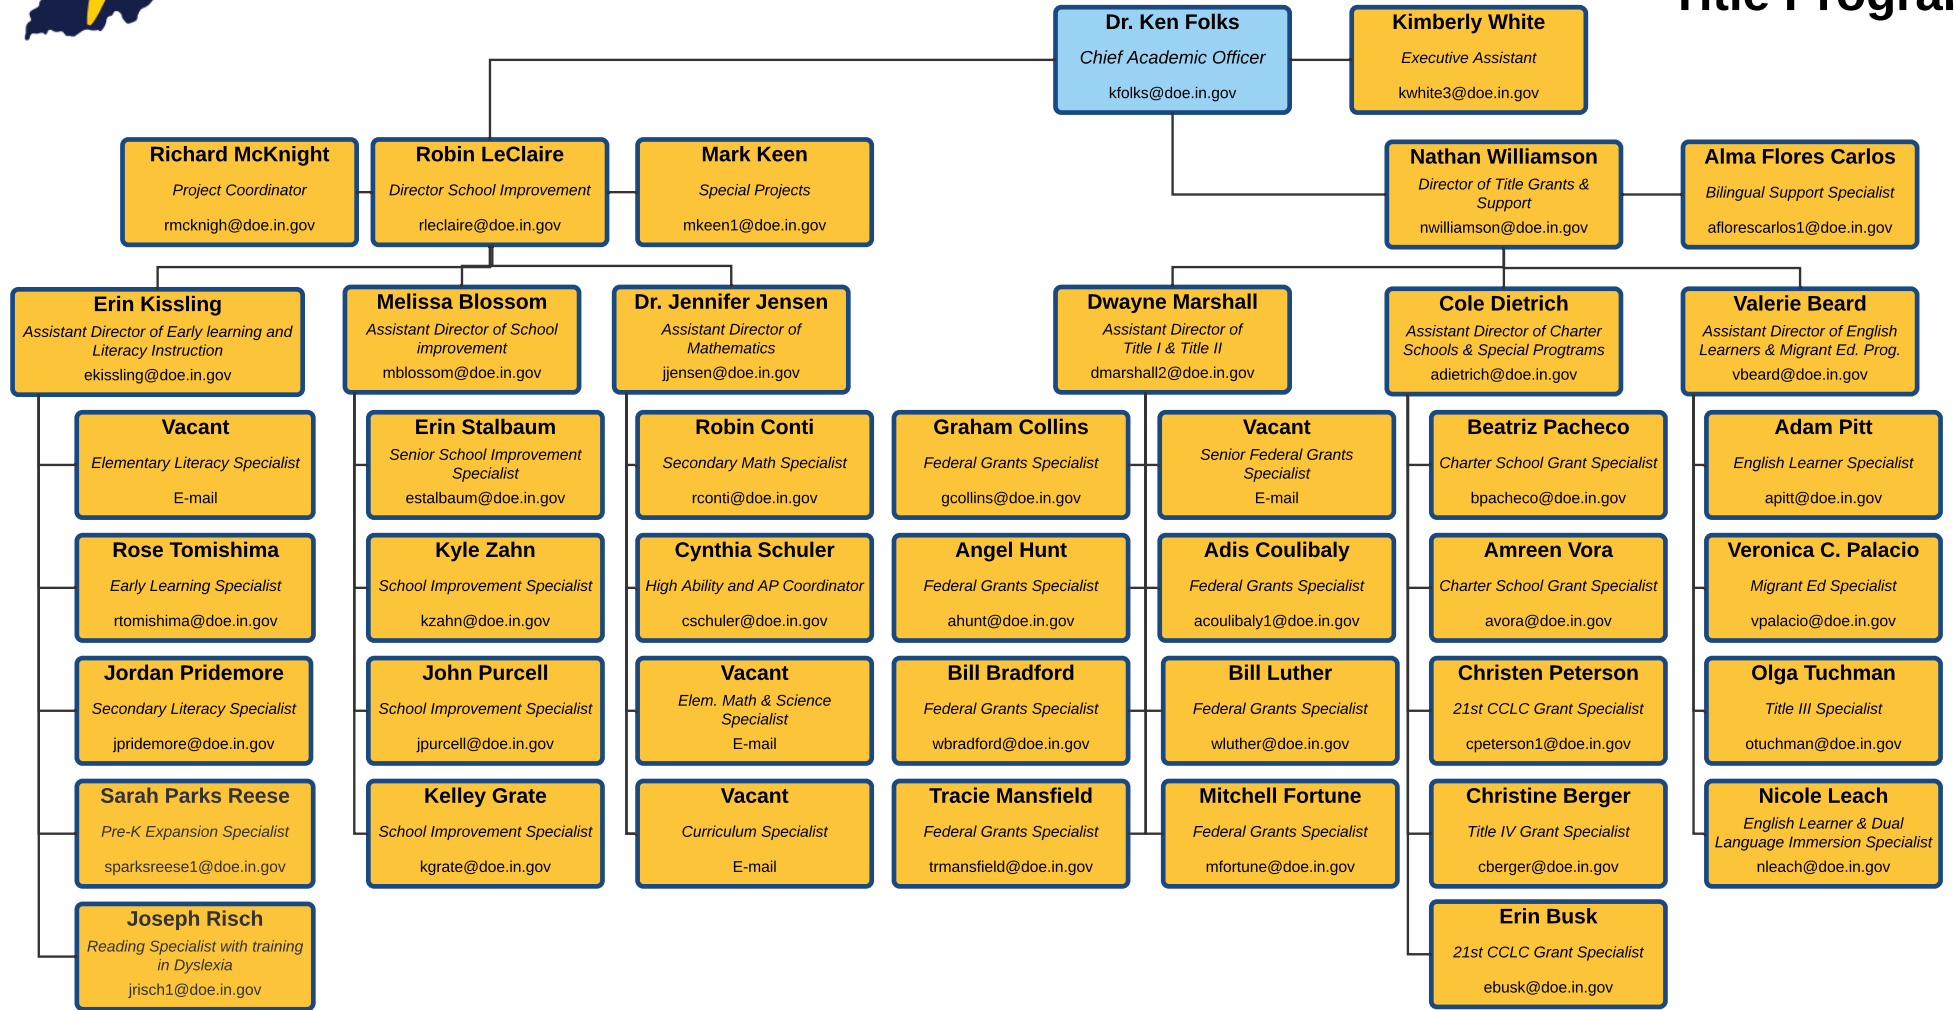 Title Program
Dr. Ken Folks
Chief Academic Officer
kfolks@doe.in.gov
Kimberly White
Executive Assistant
kwhite3@doe.in.gov
Richard McKnight
Project Coordinator
rmcknigh@doe.in.gov
Robin LeClaire
Director School Improvement
rleclaire@doe.in.gov
Mark Keen
Special Projects
mkeen1@doe.in.gov
Nathan Williamson
Director of Title Grants &
Support
nwilliamson@doe.in.gov
Alma Flores Carlos
Bilingual Support Specialist
aflorescarlos1@doe.in.gov
Erin Kissling
Assistant Director of Early learning and
Literacy Instruction
ekissling@doe.in.gov
Melissa Blossom
Assistant Director of School
improvement
mblossom@doe.in.gov
Dr. Jennifer Jensen
Assistant Director of
Mathematics
jjensen@doe.in.gov
Dwayne Marshall
Assistant Director of
Title I & Title II
dmarshall2@doe.in.gov
Cole Dietrich
Assistant Director of Charter
Schools & Special Progtrams
adietrich@doe.in.gov
Valerie Beard
Assistant Director of English
Learners & Migrant Ed. Prog.
vbeard@doe.in.gov
Vacant
Elementary Literacy Specialist
E-mail
Erin Stalbaum
Senior School Improvement
Specialist
estalbaum@doe.in.gov
Robin Conti
Secondary Math Specialist
rconti@doe.in.gov
Graham Collins
Federal Grants Specialist
gcollins@doe.in.gov
Vacant
Senior Federal Grants
Specialist
E-mail
Beatriz Pacheco
Charter School Grant Specialist
bpacheco@doe.in.gov
Adam Pitt
English Learner Specialist
apitt@doe.in.gov
Rose Tomishima
Early Learning Specialist
rtomishima@doe.in.gov
Kyle Zahn
School Improvement Specialist
kzahn@doe.in.gov
Cynthia Schuler
High Ability and AP Coordinator
cschuler@doe.in.gov
Angel Hunt
Federal Grants Specialist
ahunt@doe.in.gov
Adis Coulibaly
Federal Grants Specialist
acoulibaly1@doe.in.gov
Amreen Vora
Charter School Grant Specialist
avora@doe.in.gov
Veronica C. Palacio
Migrant Ed Specialist
vpalacio@doe.in.gov
Jordan Pridemore
Secondary Literacy Specialist
jpridemore@doe.in.gov
John Purcell
School Improvement Specialist
jpurcell@doe.in.gov
Vacant
Elem. Math & Science
Specialist
E-mail
Bill Bradford
Federal Grants Specialist
wbradford@doe.in.gov
Bill Luther
Federal Grants Specialist
wluther@doe.in.gov
Christen Peterson
21st CCLC Grant Specialist
cpeterson1@doe.in.gov
Olga Tuchman
Title III Specialist
otuchman@doe.in.gov
Sarah Parks Reese
Pre-K Expansion Specialist
sparksreese1@doe.in.gov
Kelley Grate
School Improvement Specialist
kgrate@doe.in.gov
Vacant
Curriculum Specialist
E-mail
Tracie Mansfield
Federal Grants Specialist
trmansfield@doe.in.gov
Mitchell Fortune
Federal Grants Specialist
mfortune@doe.in.gov
Christine Berger
Title IV Grant Specialist
cberger@doe.in.gov
Nicole Leach
English Learner & Dual
Language Immersion Specialist
nleach@doe.in.gov
Joseph Risch
Reading Specialist with training
in Dyslexia
jrisch1@doe.in.gov
Erin Busk
21st CCLC Grant Specialist
ebusk@doe.in.gov